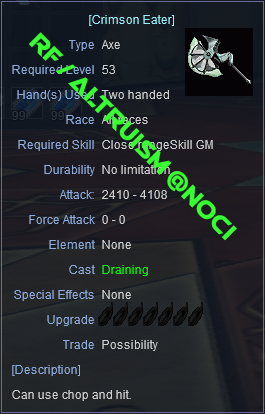 [Crimson Eater]
Type Axe
Required Level 53
Hand(s) Used Two handed
Race All races
Required Skill Close rangeSkill GM
Durability No limitation
Attack: 2410 - 4108
Force Attack 0 - 0
Element None
Cast Draining
Special Effects None
Upgrade
Trade Possibility
[Description]
Can use chop and hit.
RF - ALTRUISM @NOCI